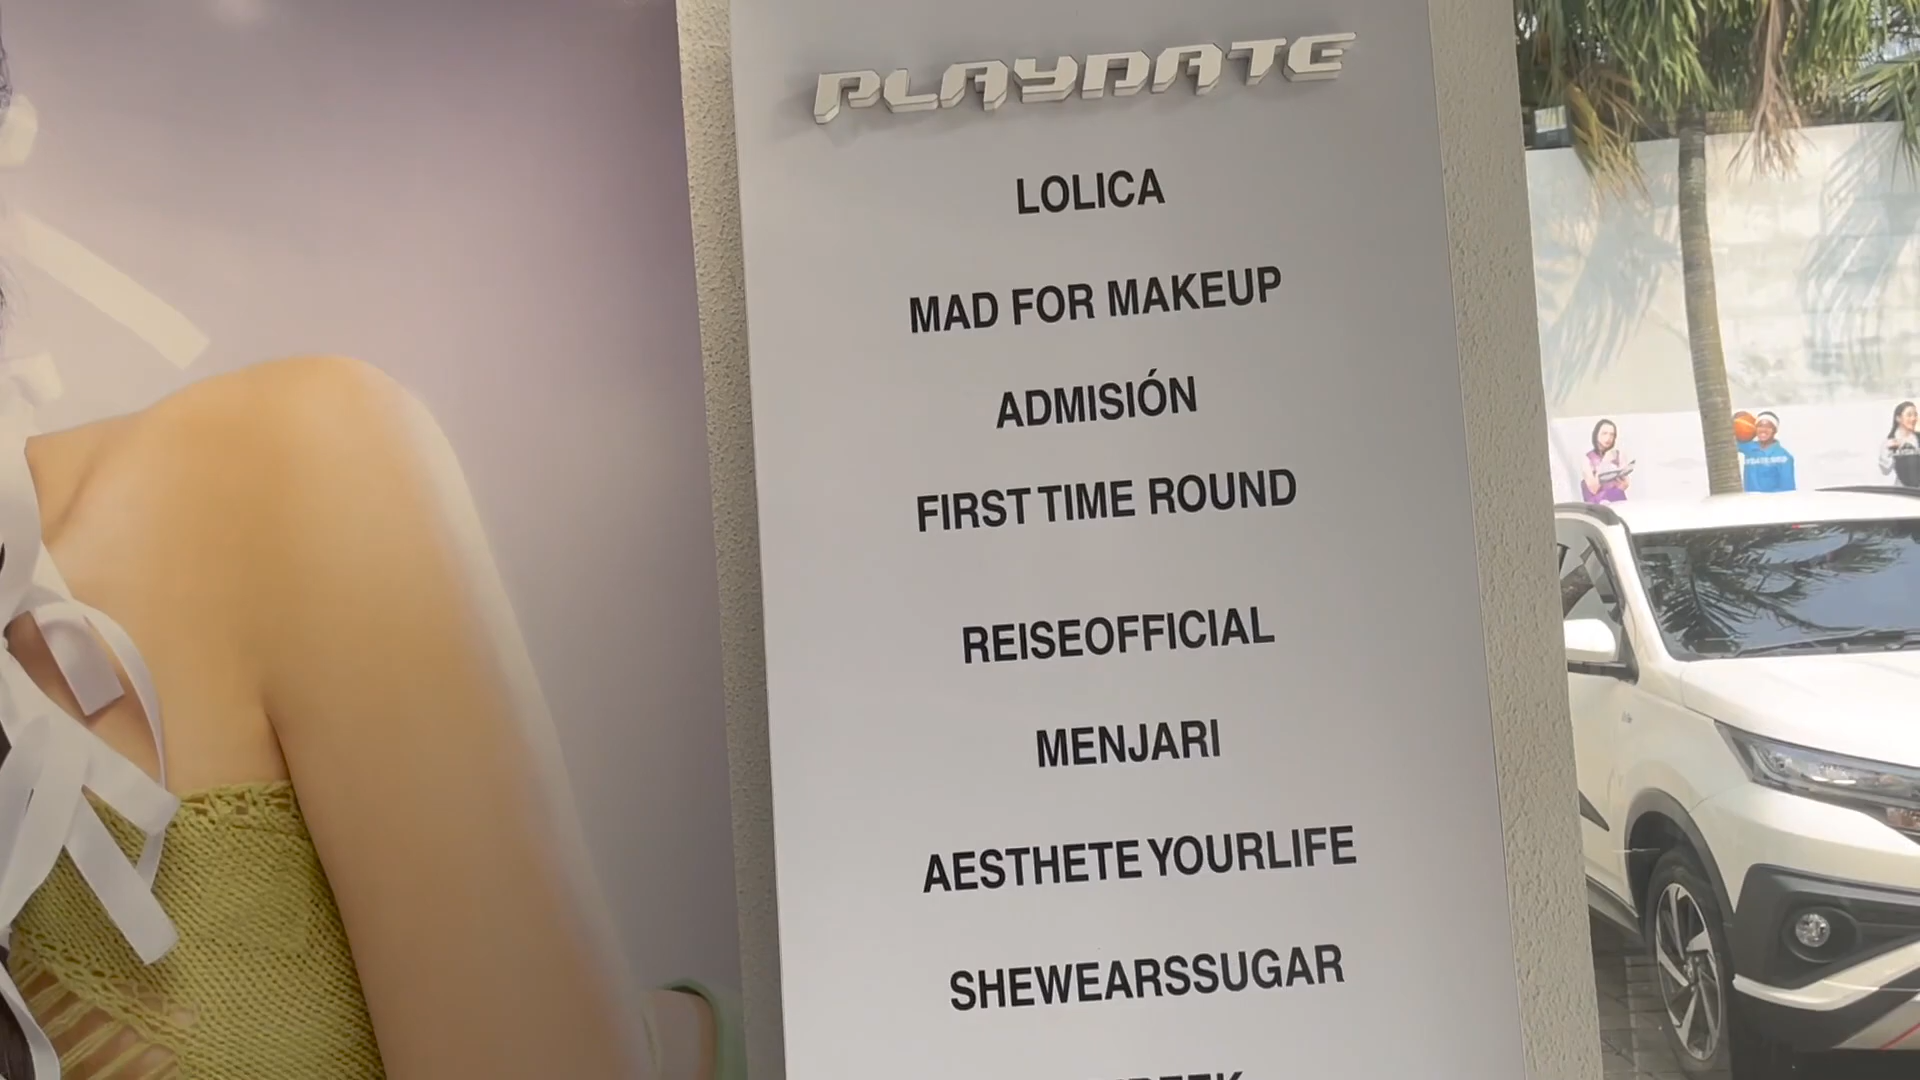 PLAYDATE
LOLICA
MAD FOR MAKEUP
ADMISIÓN
FIRST TIME ROUND
REISEOFFICIAL
MENJARI
AESTHETE YOURLIFE
SHEWEARSSUGAR